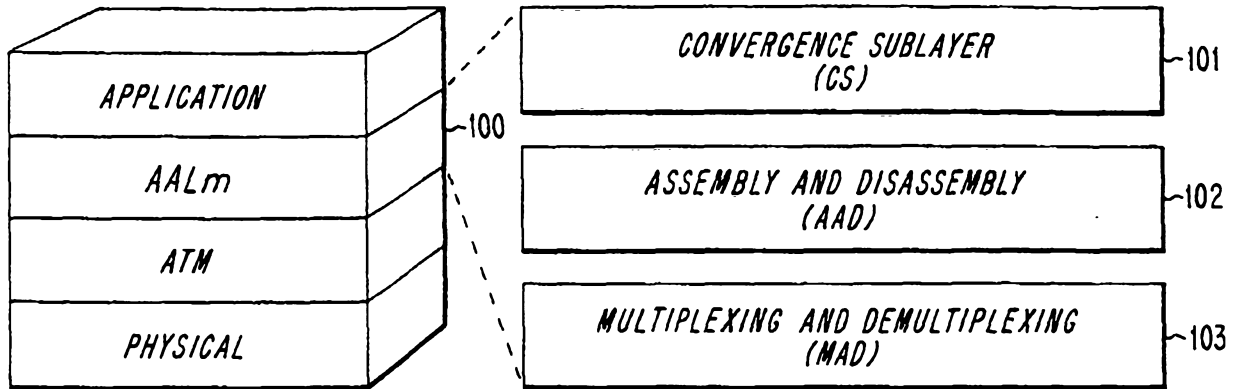 APPLICATION
AALm
ATM
PHYSICAL
100
CONVERGENCE SUBLAYER
(CS)
101
ASSEMBLY AND DISASSEMBLY
(AAD)
102
MULTIPLEXING AND DEMULTIPLEXING
(MAD)
103